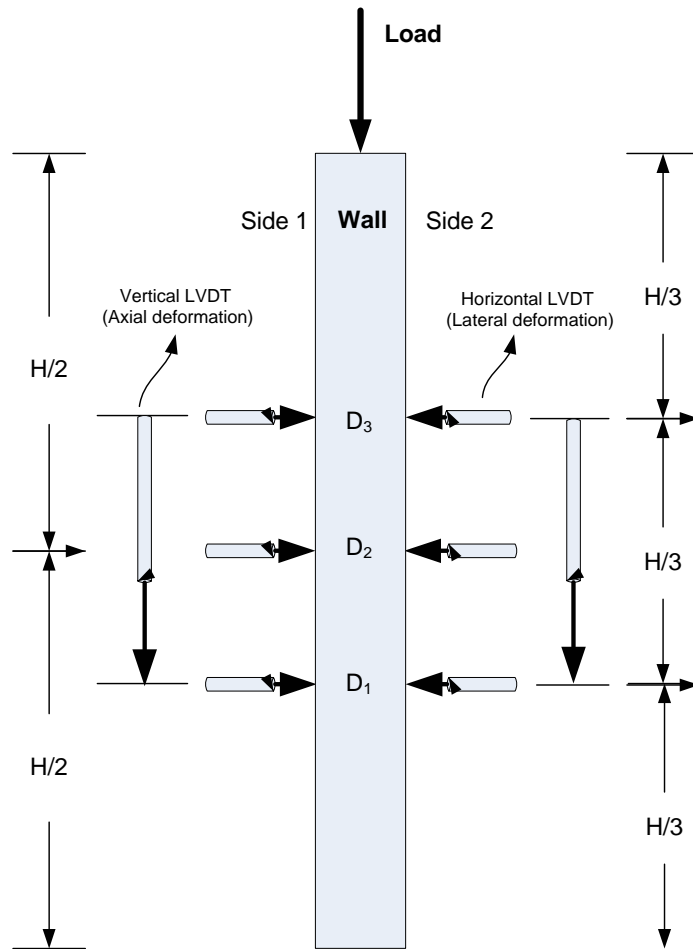 Load
Side 1
Wall
Side 2
Vertical LVDT
(Axial deformation)
Horizontal LVDT
(Lateral deformation)
H/3
H/2
D₃
H/3
D₂
D₁
H/2
H/3